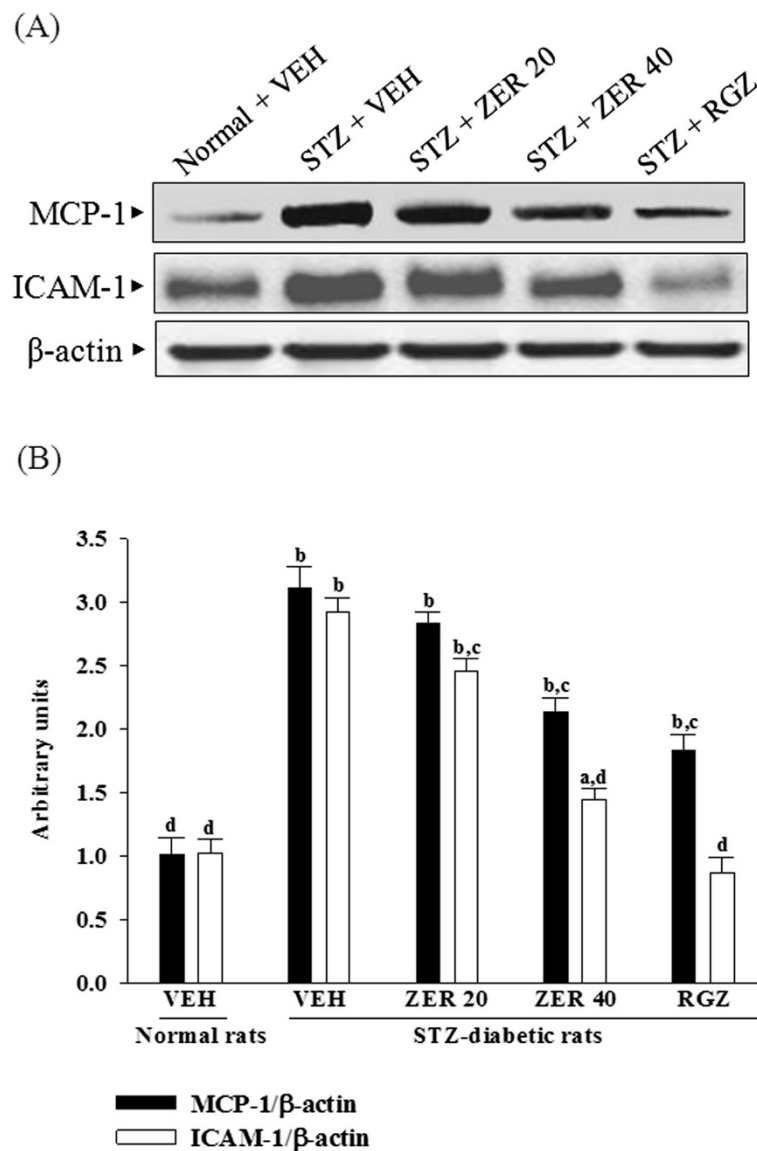 (A)
Normal + VEH
STZ + VEH
STZ + ZER 20
STZ + ZER 40
STZ + RGZ
MCP-1
ICAM-1
β-actin
(B)
Arbitrary units
3.5
3.0
2.5
2.0
1.5
1.0
0.5
0.0
d d b b b b,c b,c a,d b,c d
VEH VEH ZER 20 ZER 40 RGZ
Normal rats STZ-diabetic rats
MCP-1/β-actin
ICAM-1/β-actin